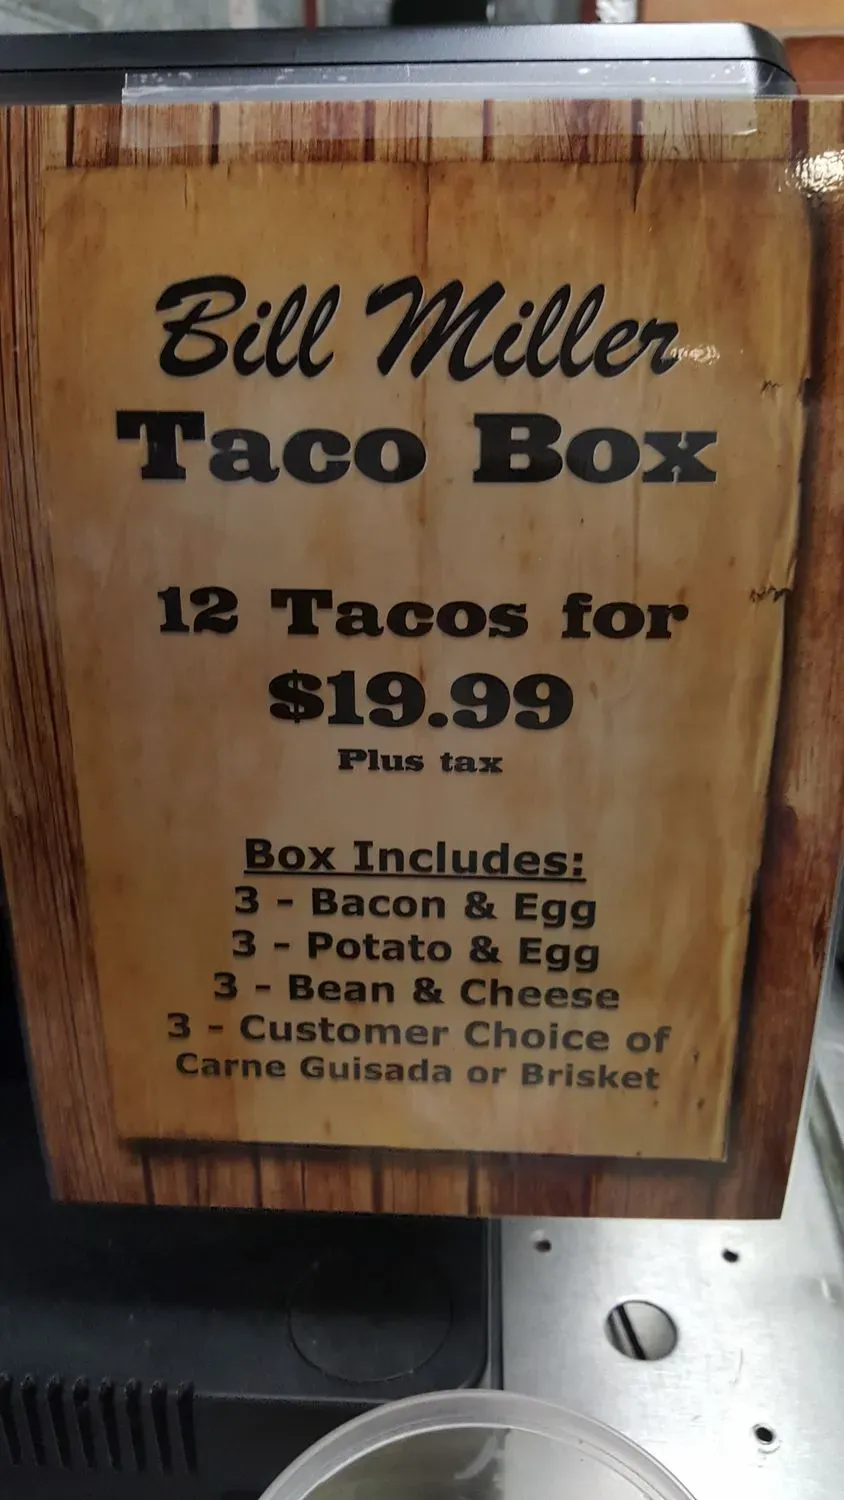 Bill Miller
Taco Box
12 Tacos for
$19.99
Plus tax
Box Includes:
3 - Bacon & Egg
3 - Potato & Egg
3 - Bean & Cheese
3 - Customer Choice of
Carne Guisada or Brisket